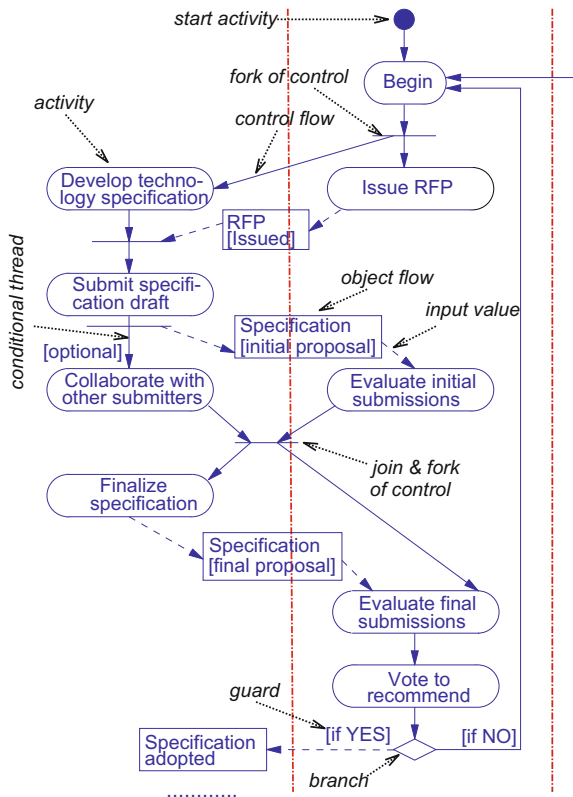 start activity
fork of control
Begin
activity
control flow
Develop techno-
logy specification
Issue RFP
RFP
[Issued]
object flow
Submit specifi-
cation draft
input value
conditional thread
Specification
[initial proposal]
[optional]
Collaborate with
other submitters
Evaluate initial
submissions
join & fork
of control
Finalize
specification
Specification
[final proposal]
Evaluate final
submissions
Vote to
recommend
guard
[if YES]
[if NO]
Specification
adopted
branch
............